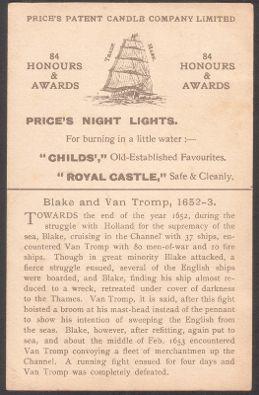 PRICE'S PATENT CANDLE COMPANY LIMITED
84
HONOURS
&
AWARDS
TRADE MARK.
84
HONOURS
&
AWARDS
PRICE'S NIGHT LIGHTS.
For burning in a little water :—
"CHILDS'," Old-Established Favourites.
"ROYAL CASTLE," Safe & Cleanly.
Blake and Van Tromp, 1652-3.
TOWARDS the end of the year 1652, during the
struggle with Holland for the supremacy of the
sea, Blake, cruising in the Channel with 37 ships, en-
countered Van Tromp with 80 men-of-war and 10 fire
ships. Though in great minority Blake attacked, a
fierce struggle ensued, several of the English ships
were boarded, and Blake, finding his ship almost re-
duced to a wreck, retreated under cover of darkness
to the Thames. Van Tromp, it is said, after this fight
hoisted a broom at his mast-head instead of the pennant
to show his intention of sweeping the English from
the seas. Blake, however, after refitting, again put to
sea, and about the middle of Feb. 1653 encountered
Van Tromp convoying a fleet of merchantmen up the
Channel. A running fight ensued for four days and
Van Tromp was completely defeated.